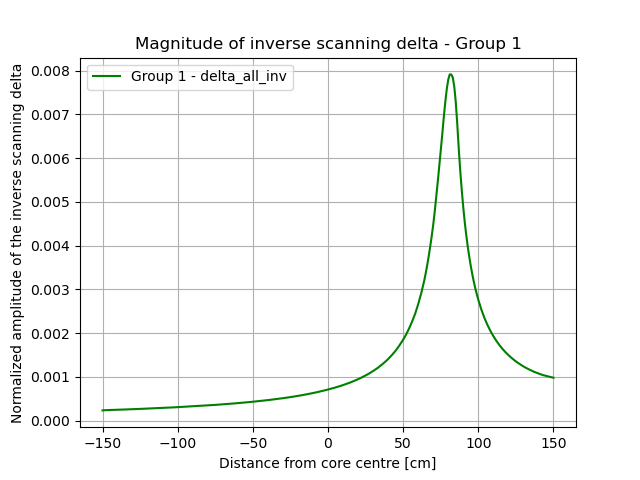 Magnitude of inverse scanning delta - Group 1
Group 1 - delta_all_inv
Normalized amplitude of the inverse scanning delta
0.008
0.007
0.006
0.005
0.004
0.003
0.002
0.001
0.000
−150 −100 −50 0 50 100 150
Distance from core centre [cm]